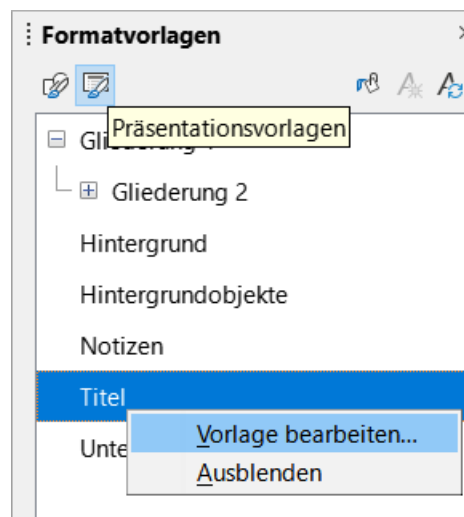 Formatvorlagen
Präsentationsvorlagen
Gliederung 2
Hintergrund
Hintergrundobjekte
Notizen
Titel
Vorlage bearbeiten...
Ausblenden